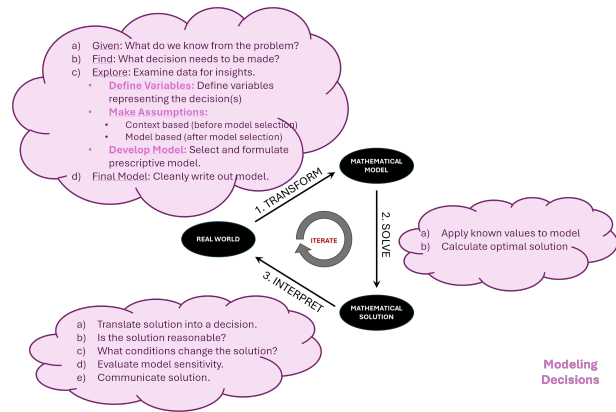 a) Given: What do we know from the problem?
b) Find: What decision needs to be made?
c) Explore: Examine data for insights.
• Define Variables: Define variables
representing the decision(s)
• Make Assumptions:
• Context based (before model selection)
• Model based (after model selection)
• Develop Model: Select and formulate
prescriptive model.
d) Final Model: Cleanly write out model.
1. TRANSFORM
MATHEMATICAL
MODEL
2. SOLVE
a) Apply known values to model
b) Calculate optimal solution
REAL WORLD
ITERATE
3. INTERPRET
MATHEMATICAL
SOLUTION
a) Translate solution into a decision.
b) Is the solution reasonable?
c) What conditions change the solution?
d) Evaluate model sensitivity.
e) Communicate solution.
Modeling
Decisions